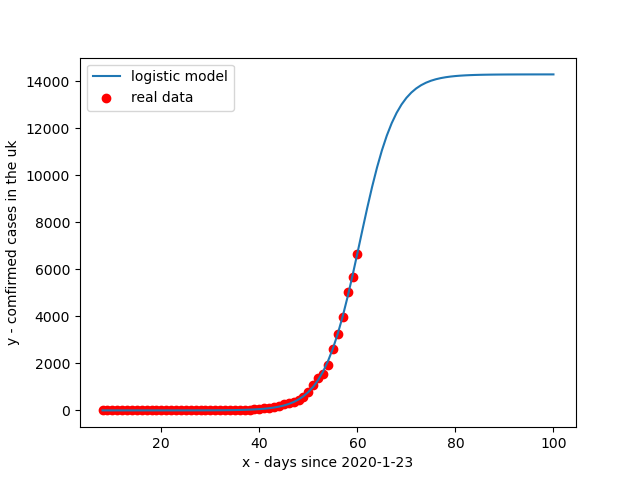 logistic model
real data
14000
12000
10000
8000
6000
4000
2000
0
y - comfirmed cases in the uk
20 40 60 80 100
x - days since 2020-1-23